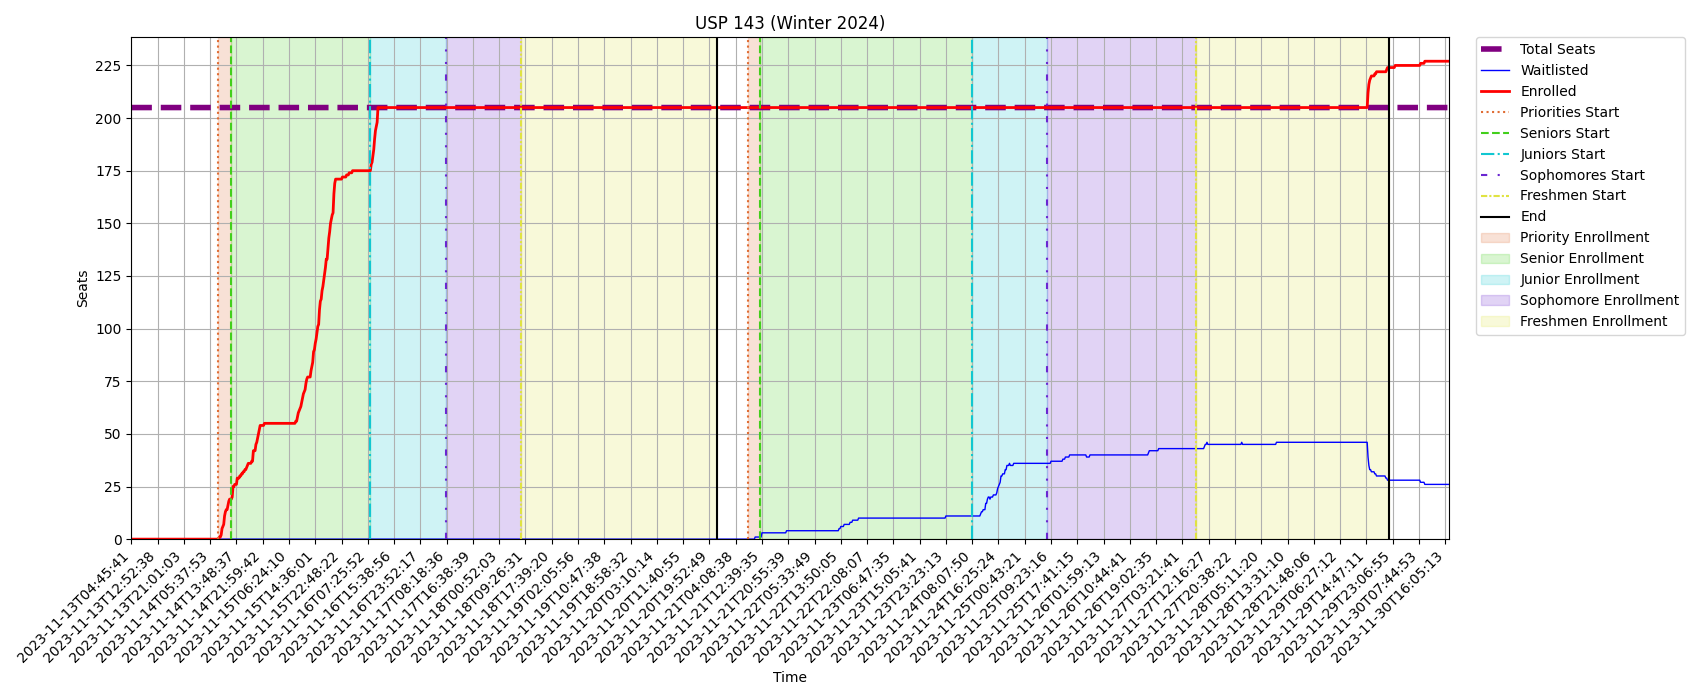 USP 143 (Winter 2024)
Seats
225
200
175
150
125
100
75
50
25
0
2023-11-13T04:45:41
2023-11-13T12:52:38
2023-11-13T21:01:03
2023-11-14T05:37:53
2023-11-14T13:48:37
2023-11-14T21:59:42
2023-11-15T06:24:10
2023-11-15T14:36:01
2023-11-15T22:48:22
2023-11-16T07:25:52
2023-11-16T15:38:56
2023-11-16T23:52:17
2023-11-17T08:18:36
2023-11-17T16:38:39
2023-11-18T00:52:03
2023-11-18T09:26:31
2023-11-18T17:39:20
2023-11-19T02:05:56
2023-11-19T10:47:38
2023-11-19T18:58:32
2023-11-20T03:10:14
2023-11-20T11:40:55
2023-11-20T19:52:49
2023-11-21T04:08:38
2023-11-21T12:39:35
2023-11-21T20:55:39
2023-11-22T05:33:49
2023-11-22T13:50:05
2023-11-22T22:08:07
2023-11-23T06:47:35
2023-11-23T15:05:41
2023-11-23T23:23:13
2023-11-24T08:07:50
2023-11-24T16:25:24
2023-11-25T00:43:21
2023-11-25T09:23:16
2023-11-25T17:41:15
2023-11-26T01:59:13
2023-11-26T10:44:41
2023-11-26T19:02:35
2023-11-27T03:21:41
2023-11-27T12:16:27
2023-11-27T20:38:22
2023-11-28T05:11:20
2023-11-28T13:31:10
2023-11-28T21:48:06
2023-11-29T06:27:12
2023-11-29T14:47:11
2023-11-29T23:06:55
2023-11-30T07:44:53
2023-11-30T16:05:13
Time
Total Seats
Waitlisted
Enrolled
Priorities Start
Seniors Start
Juniors Start
Sophomores Start
Freshmen Start
End
Priority Enrollment
Senior Enrollment
Junior Enrollment
Sophomore Enrollment
Freshmen Enrollment